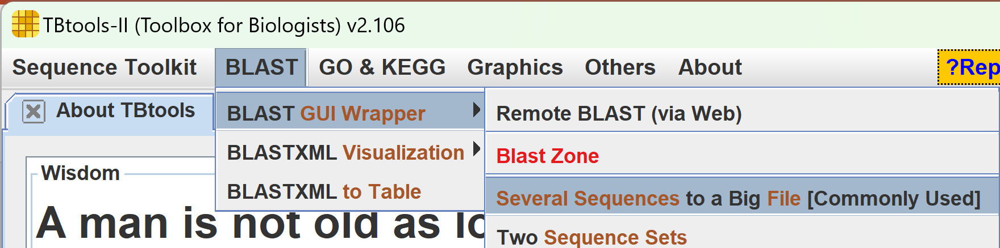 TBtools-II (Toolbox for Biologists) v2.106
Sequence Toolkit BLAST GO & KEGG Graphics Others About ?Rep
About TBtools
BLAST GUI Wrapper
BLASTXML Visualization
BLASTXML to Table
Remote BLAST (via Web)
Blast Zone
Several Sequences to a Big File [Commonly Used]
Two Sequence Sets
Wisdom
A man is not old as lo